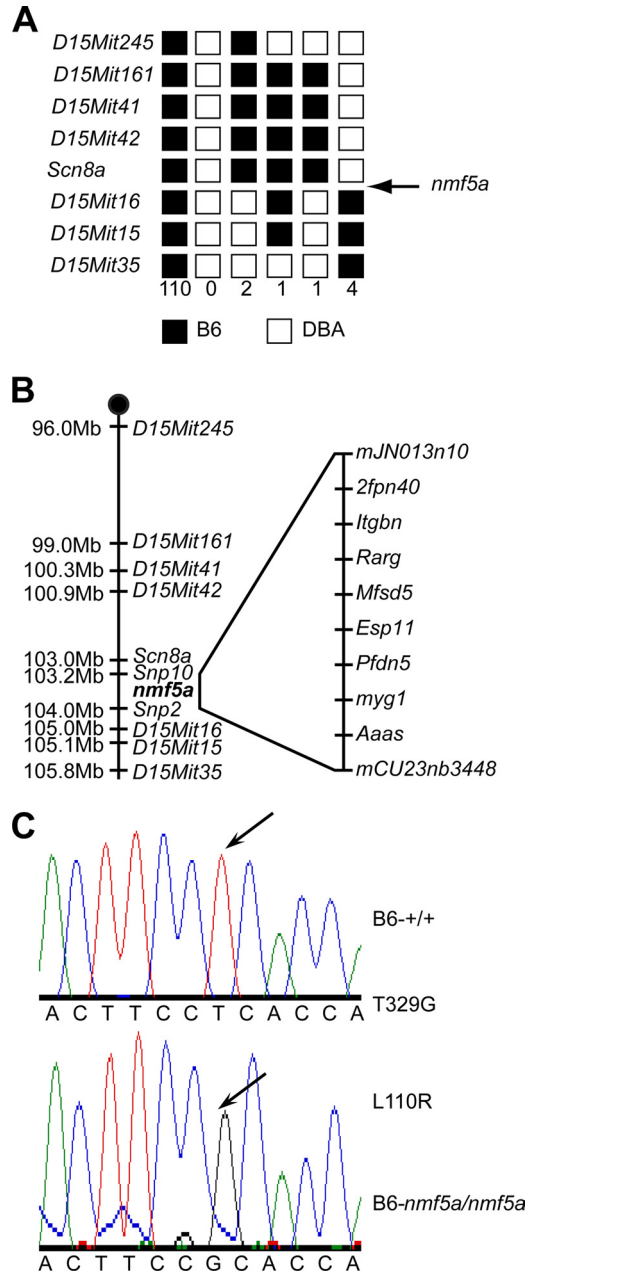 A
D15Mit245
D15Mit161
D15Mit41
D15Mit42
Scn8a
nmf5a
D15Mit16
D15Mit15
D15Mit35
110 0 2 1 1 4
B6 DBA
B
96.0Mb D15Mit245
99.0Mb D15Mit161
100.3Mb D15Mit41
100.9Mb D15Mit42
103.0Mb Scn8a
103.2Mb Snp10
nmf5a
104.0Mb Snp2
105.0Mb D15Mit16
105.1Mb D15Mit15
105.8Mb D15Mit35
mJN013n10
2fpn40
Itgbn
Rarg
Mfsd5
Esp11
Pfdn5
myg1
Aaas
mCU23nb3448
C
B6-+/+
T329G
A C T T C C T C A C C A
L110R
B6-nmf5a/nmf5a
A C T T C C G C A C C A